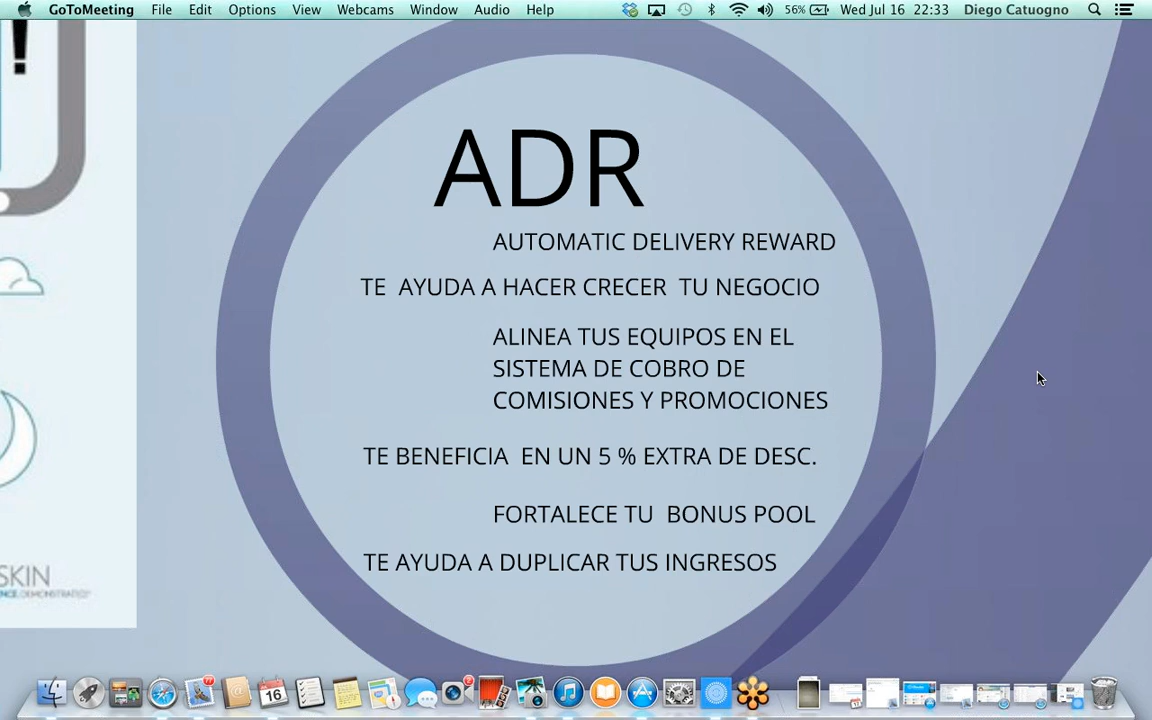 GoToMeeting File Edit Options View Webcams Window Audio Help 56% Wed Jul 16 22:33 Diego Catuogno
!
ADR
AUTOMATIC DELIVERY REWARD
TE AYUDA A HACER CRECER TU NEGOCIO
ALINEA TUS EQUIPOS EN EL
SISTEMA DE COBRO DE
COMISIONES Y PROMOCIONES
TE BENEFICIA EN UN 5 % EXTRA DE DESC.
FORTALECE TU BONUS POOL
TE AYUDA A DUPLICAR TUS INGRESOS
SKIN
DEMONSTRATED
16